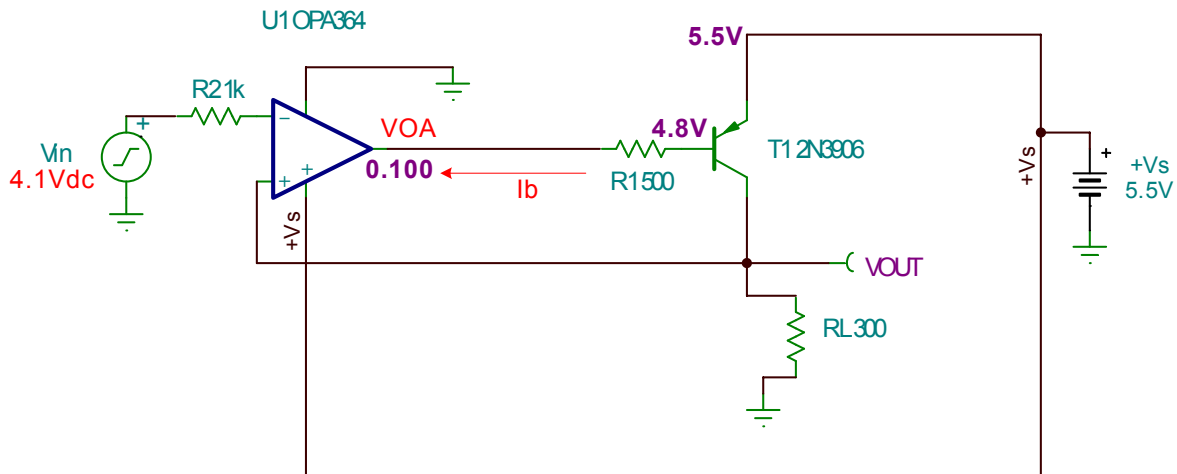 U1 OPA364
5.5V
R2 1k
+
VOA
4.8V
T1 2N3906
Vin
4.1Vdc
−
+
+
0.100
R1 500
Ib
+Vs
+Vs
+
+Vs
5.5V
VOUT
RL 300